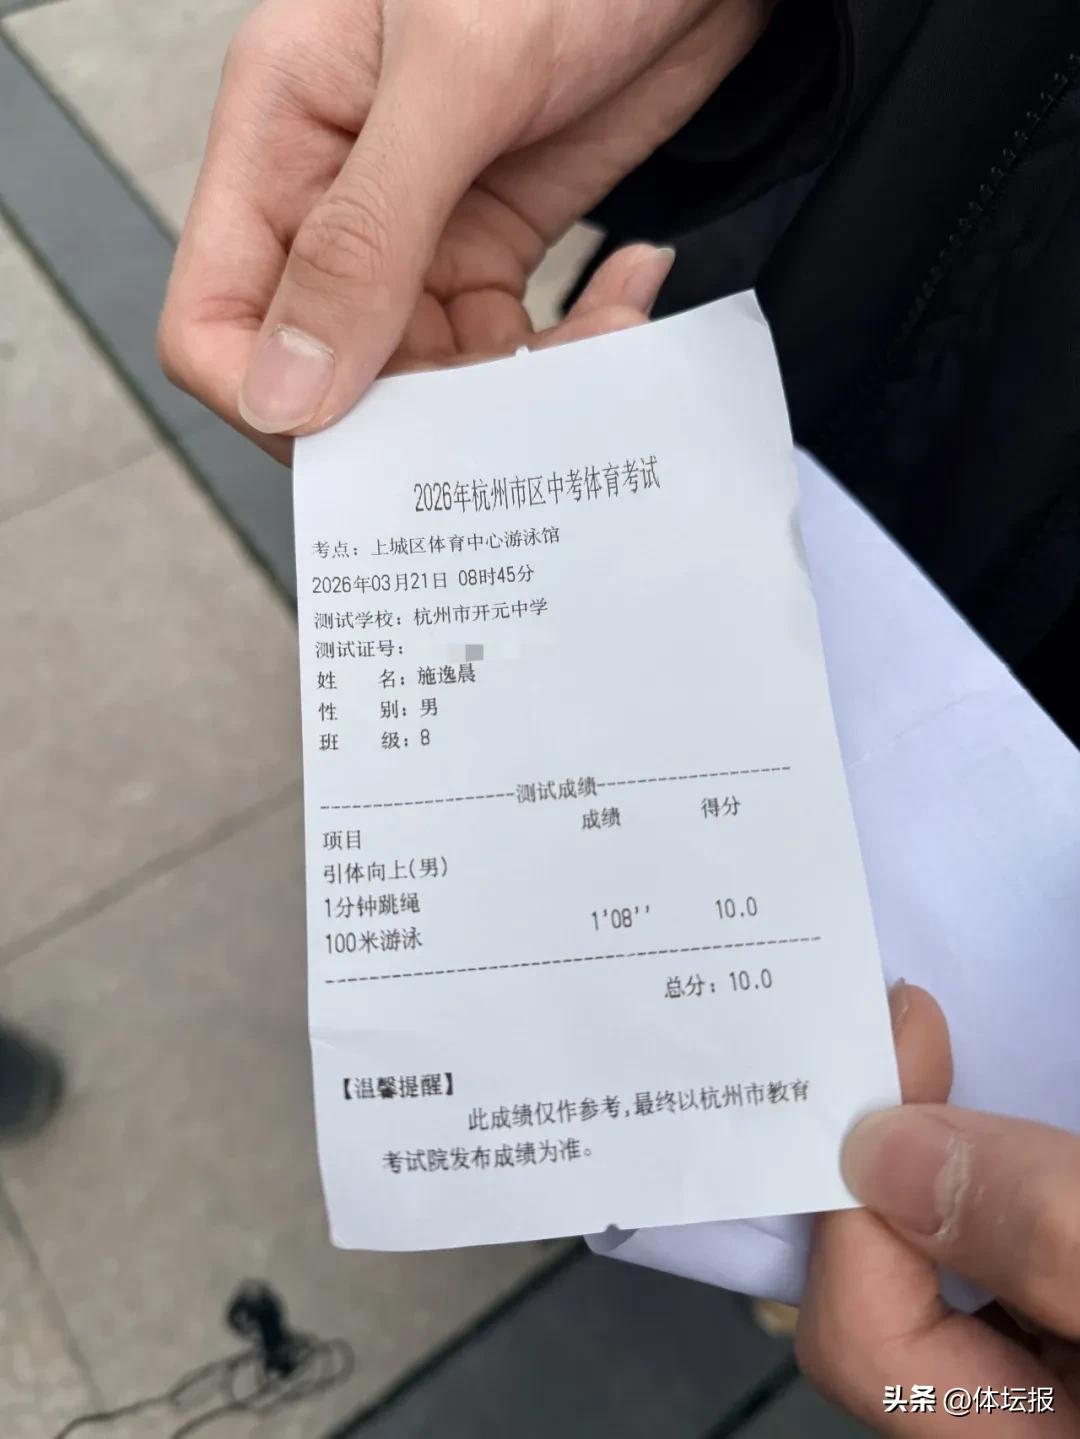 2026年杭州市区中考体育考试
考点：上城区体育中心游泳馆
2026年03月21日 08时45分
测试学校：杭州市开元中学
测试证号：
姓 名：施逸晨
性 别：男
班 级：8
------------------测试成绩------------------
项目 成绩 得分
引体向上(男)
1分钟跳绳
100米游泳 1'08'' 10.0
总分：10.0
【温馨提醒】
此成绩仅作参考,最终以杭州市教育
考试院发布成绩为准。
头条 @体坛报